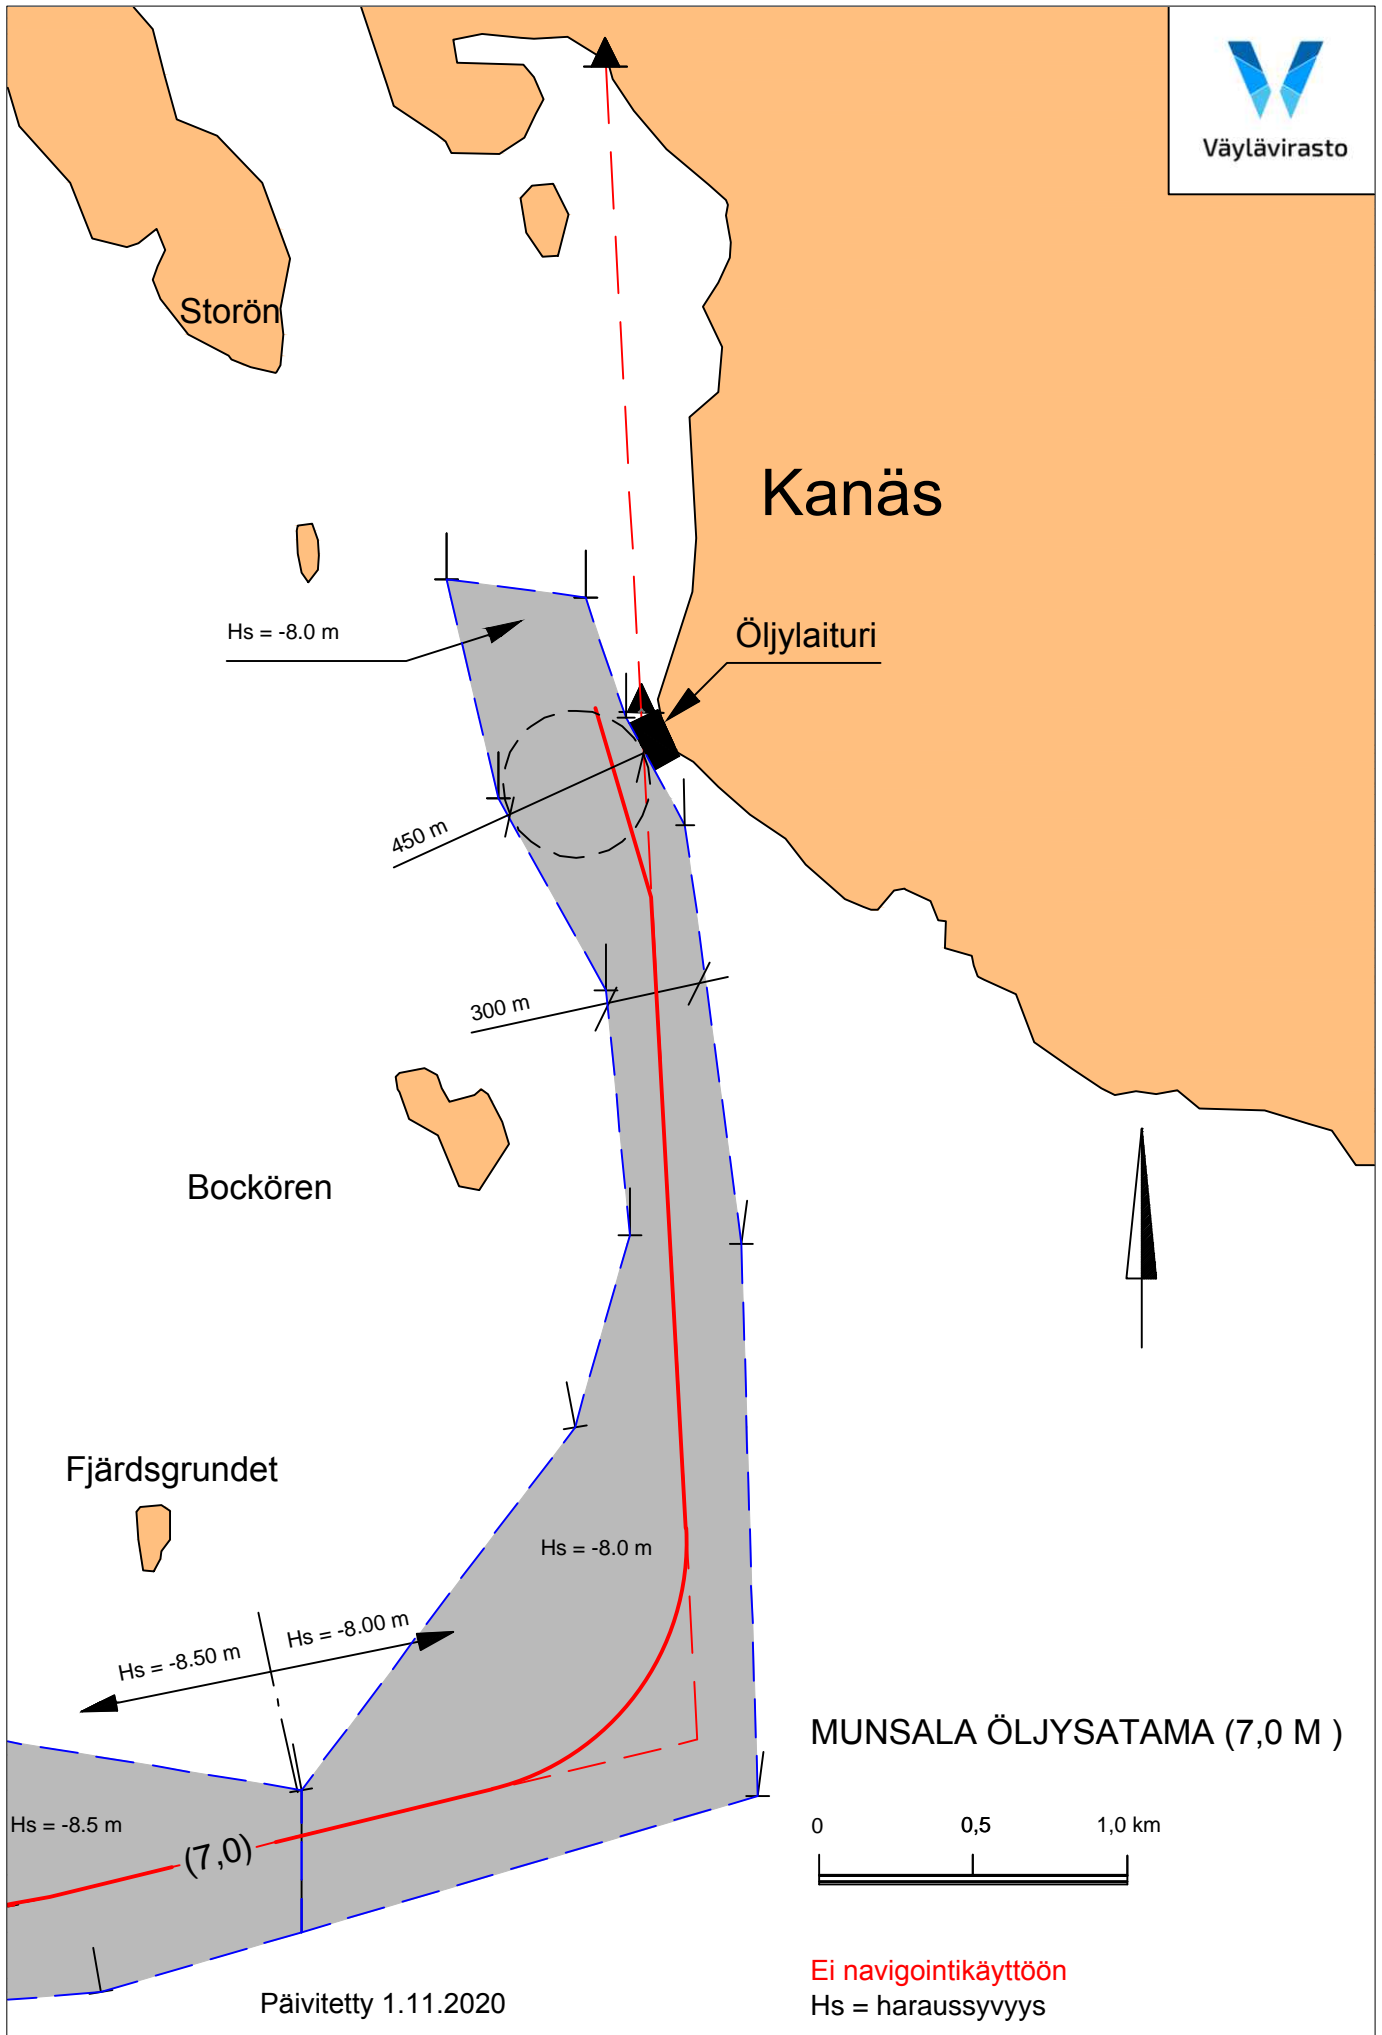 Väylävirasto
Storön
Kanäs
Hs = -8.0 m
Öljylaituri
450 m
300 m
Bockören
Fjärdsgrundet
Hs = -8.0 m
Hs = -8.50 m
Hs = -8.00 m
MUNSALA ÖLJYSATAMA (7,0 M )
Hs = -8.5 m
(7,0)
0 0,5 1,0 km
Ei navigointikäyttöön
Päivitetty 1.11.2020
Hs = haraussyvyys